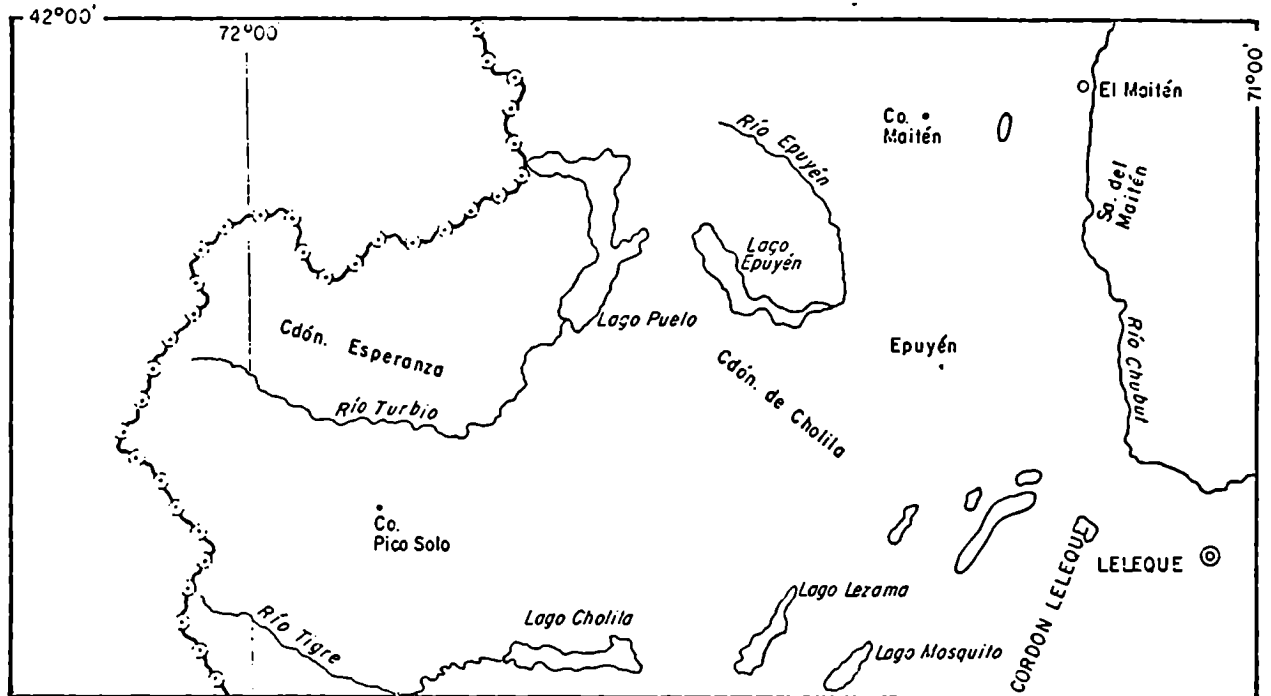 42°00'
72°00'
71°00'
El Maitén
Co.
Maitén
Río Epuyén
Sa. del
Maitén
Lago
Epuyén
Lago Puelo
Cdón. Esperanza
Epuyén
Río Chubut
Cdón. de Cholila
Río Turbio
Co.
Pico Solo
LELEQUE
CORDON LELEQUE
Lago Lezama
Río Tigre
Lago Cholila
Lago Mosquito